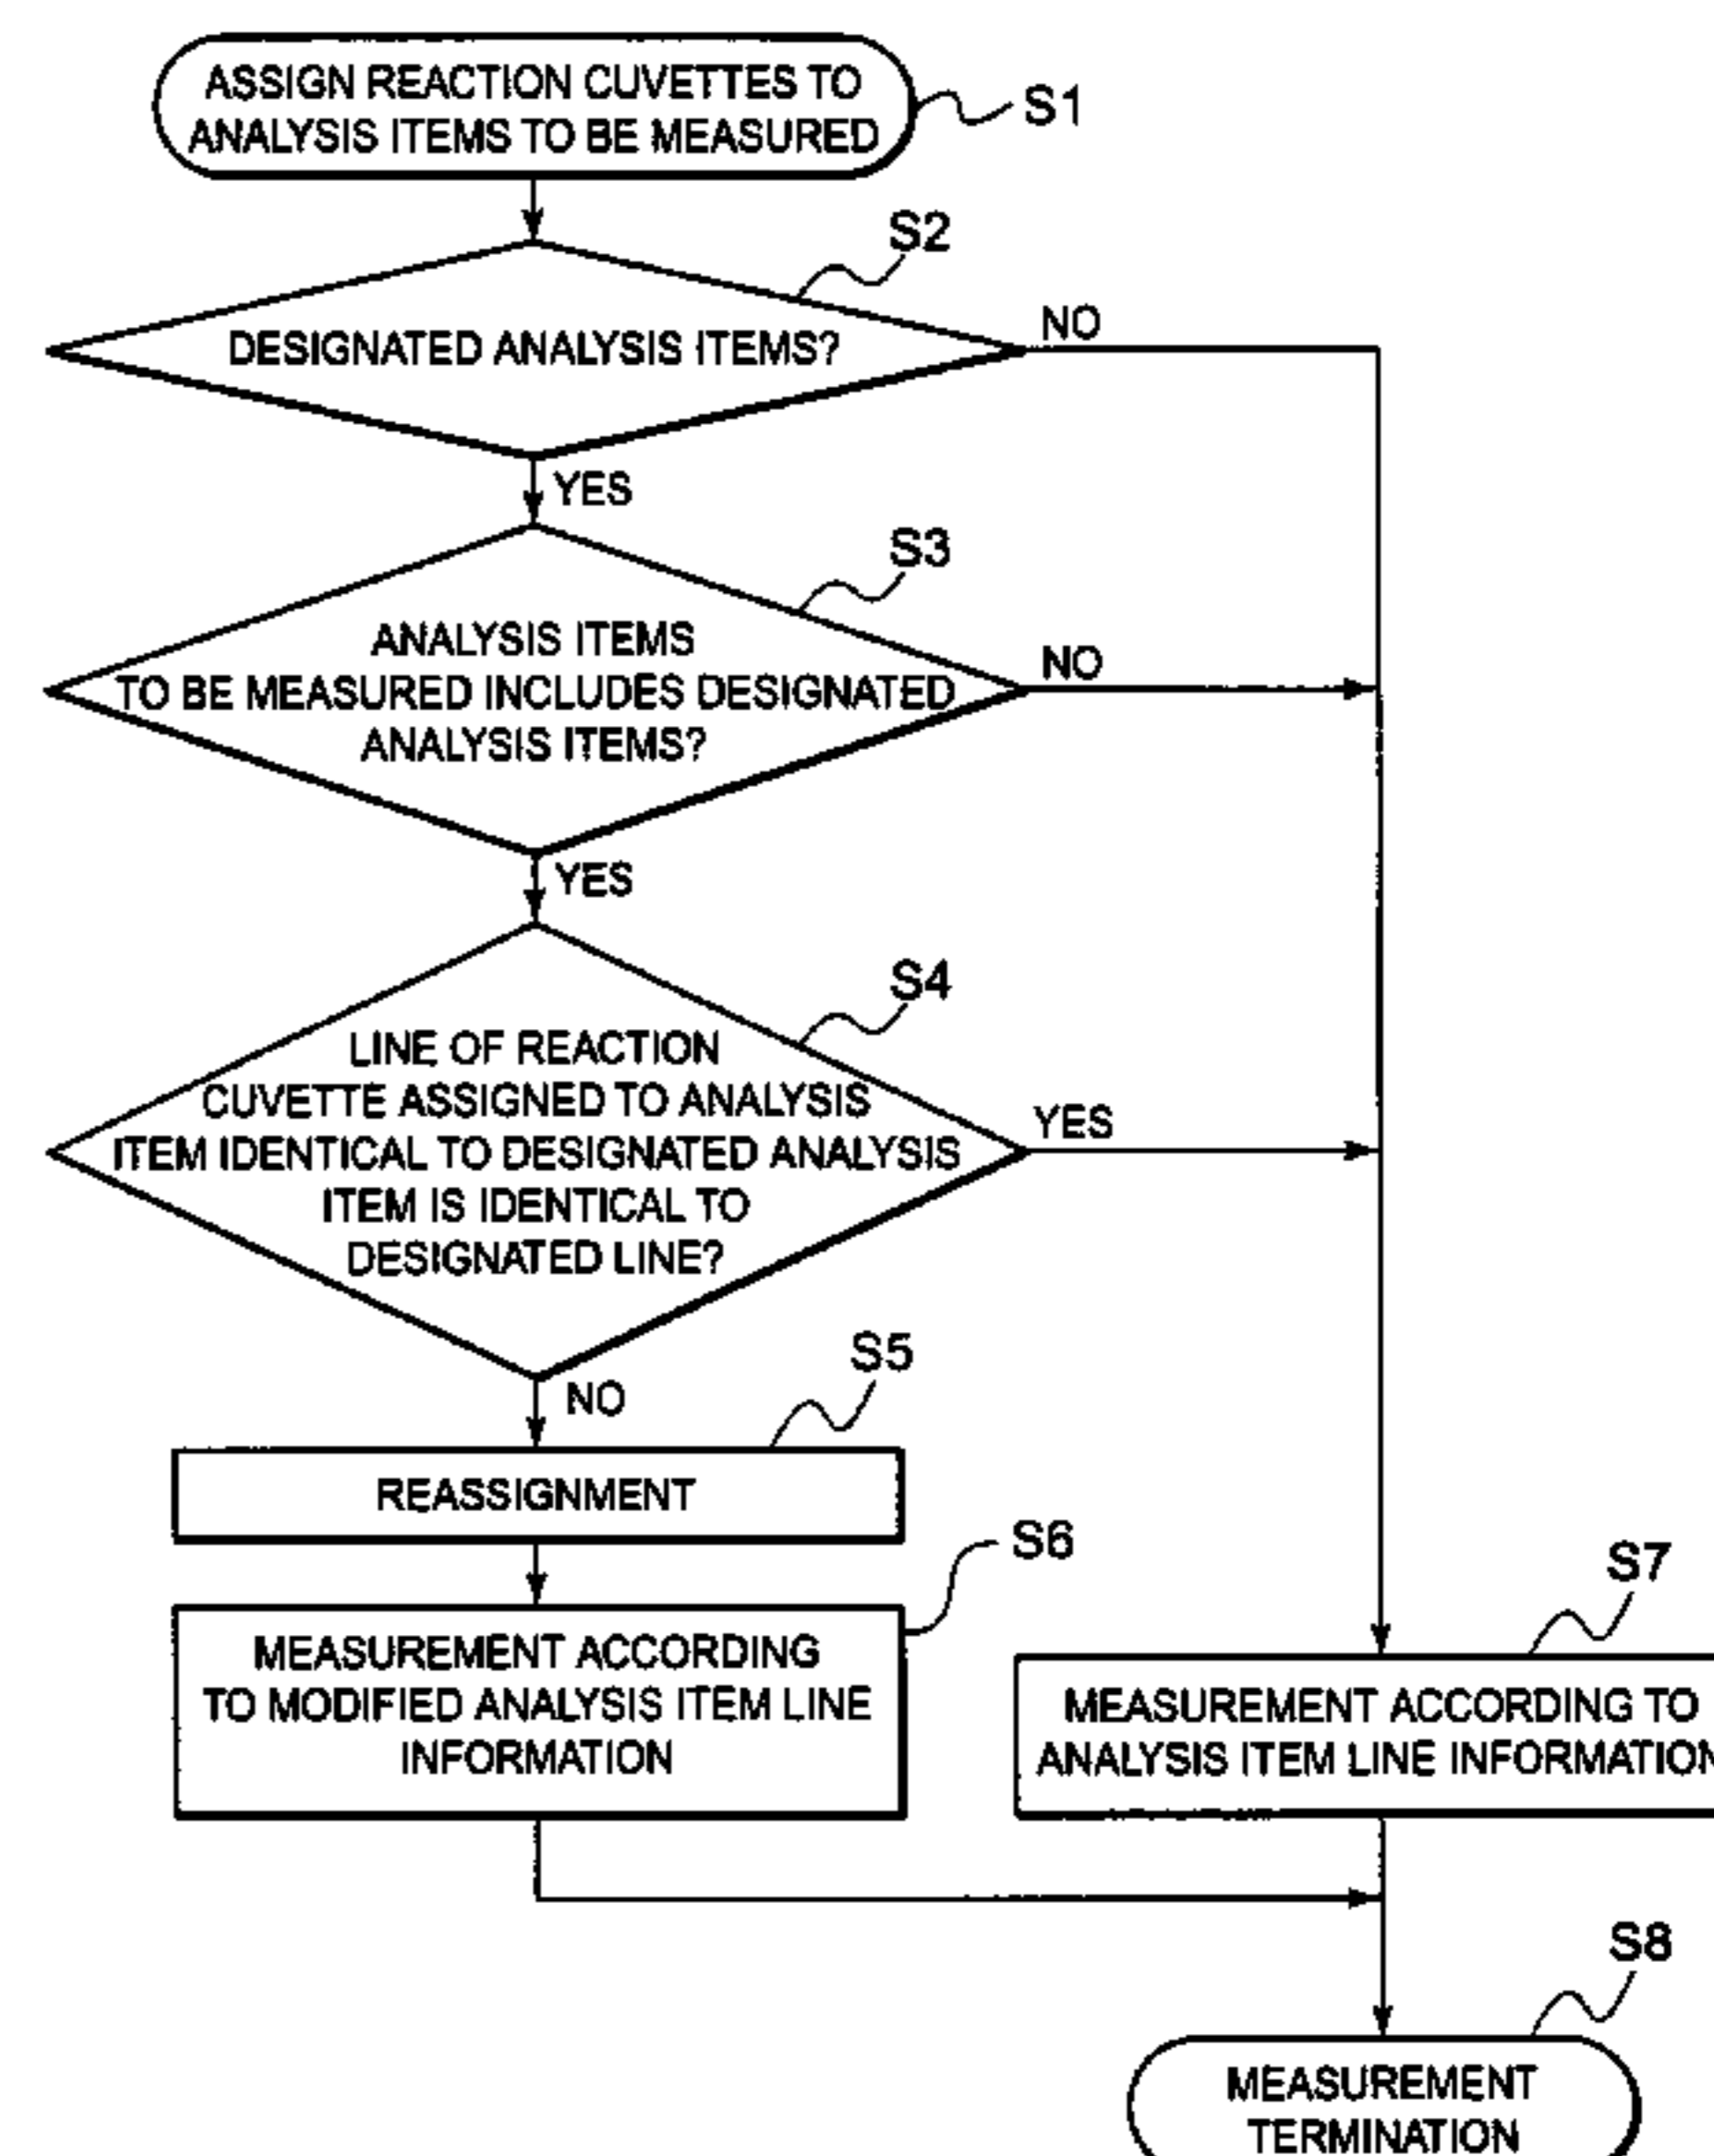 ASSIGN REACTION CUVETTES TO
ANALYSIS ITEMS TO BE MEASURED
S1
S2
DESIGNATED ANALYSIS ITEMS?
NO
YES
S3
ANALYSIS ITEMS
TO BE MEASURED INCLUDES DESIGNATED
ANALYSIS ITEMS?
NO
YES
S4
LINE OF REACTION
CUVETTE ASSIGNED TO ANALYSIS
ITEM IDENTICAL TO DESIGNATED ANALYSIS
ITEM IS IDENTICAL TO
DESIGNATED LINE?
YES
NO
S5
REASSIGNMENT
S6
MEASUREMENT ACCORDING
TO MODIFIED ANALYSIS ITEM LINE
INFORMATION
S7
MEASUREMENT ACCORDING TO
ANALYSIS ITEM LINE INFORMATION
S8
MEASUREMENT
TERMINATION